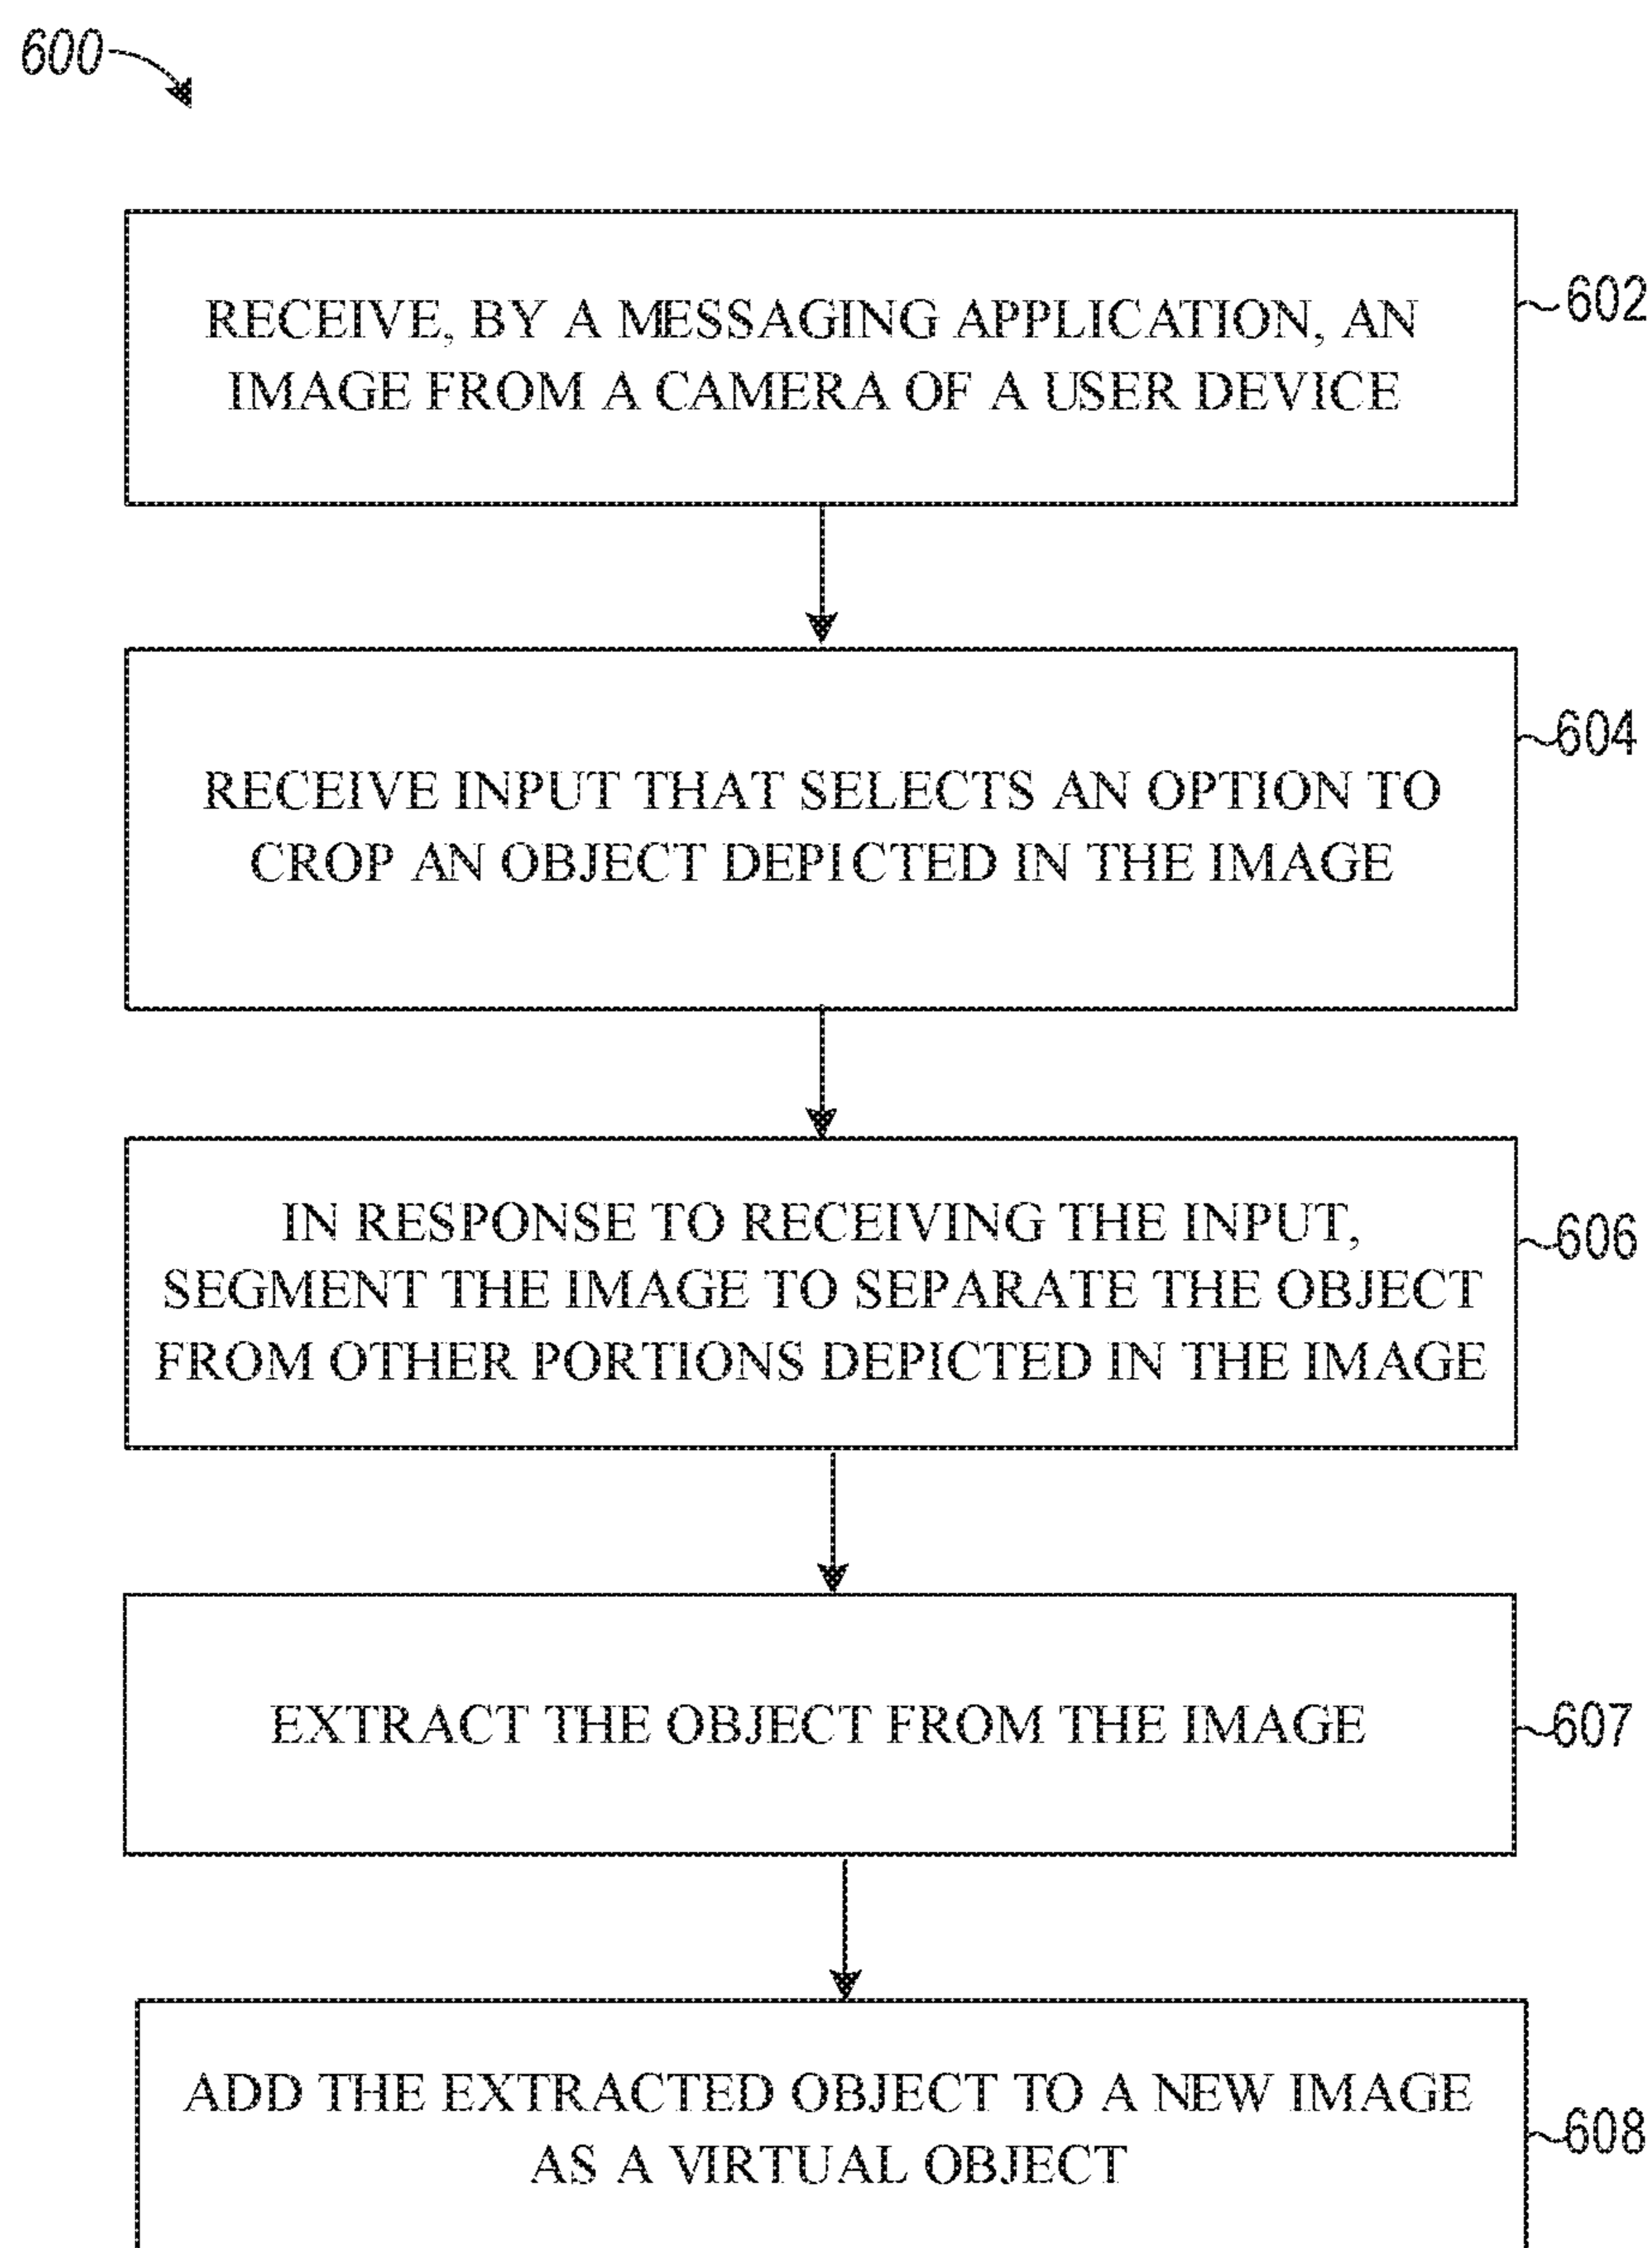 600
RECEIVE, BY A MESSAGING APPLICATION, AN
IMAGE FROM A CAMERA OF A USER DEVICE
602
RECEIVE INPUT THAT SELECTS AN OPTION TO
CROP AN OBJECT DEPICTED IN THE IMAGE
604
IN RESPONSE TO RECEIVING THE INPUT,
SEGMENT THE IMAGE TO SEPARATE THE OBJECT
FROM OTHER PORTIONS DEPICTED IN THE IMAGE
606
EXTRACT THE OBJECT FROM THE IMAGE
607
ADD THE EXTRACTED OBJECT TO A NEW IMAGE
AS A VIRTUAL OBJECT
608